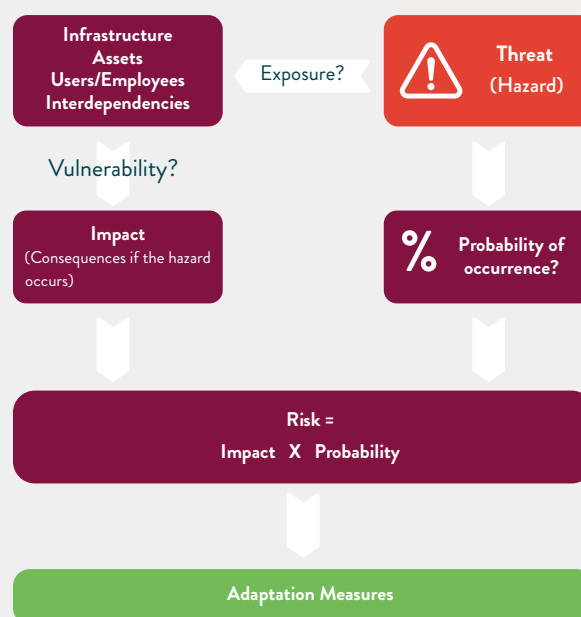 Infrastructure
Assets
Users/Employees
Interdependencies
Exposure?
Threat
(Hazard)
Vulnerability?
Impact
(Consequences if the hazard
occurs)
%
Probability of
occurrence?
Risk =
Impact X Probability
Adaptation Measures